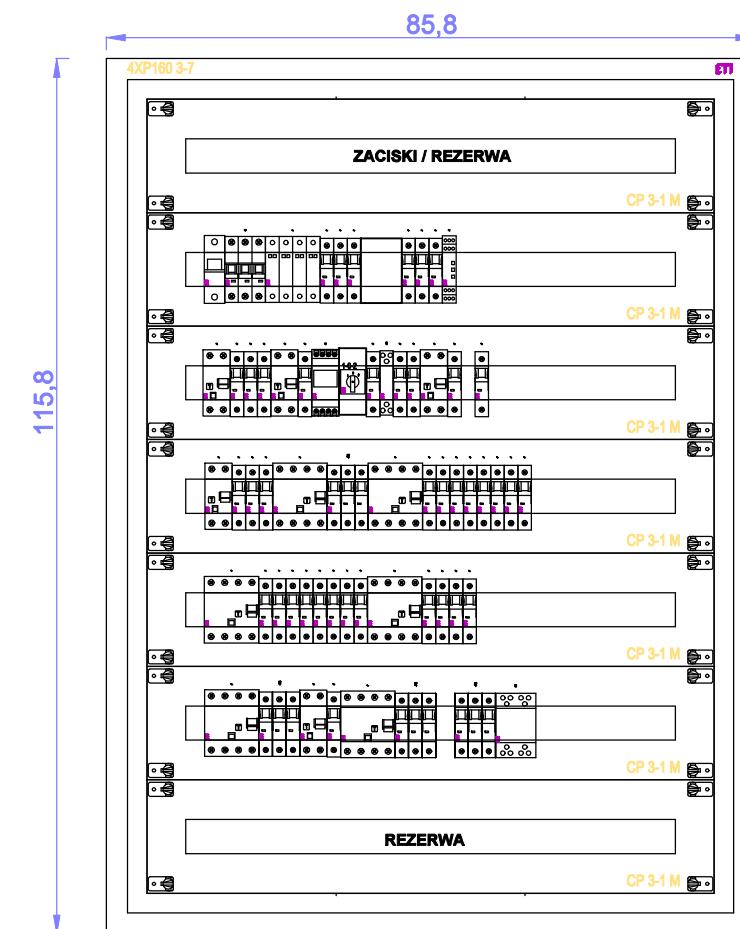 85,8
4XP160 3-7
ETI
ZACISKI / REZERWA
CP 3-1 M
CP 3-1 M
CP 3-1 M
115,8
CP 3-1 M
CP 3-1 M
CP 3-1 M
REZERWA
CP 3-1 M